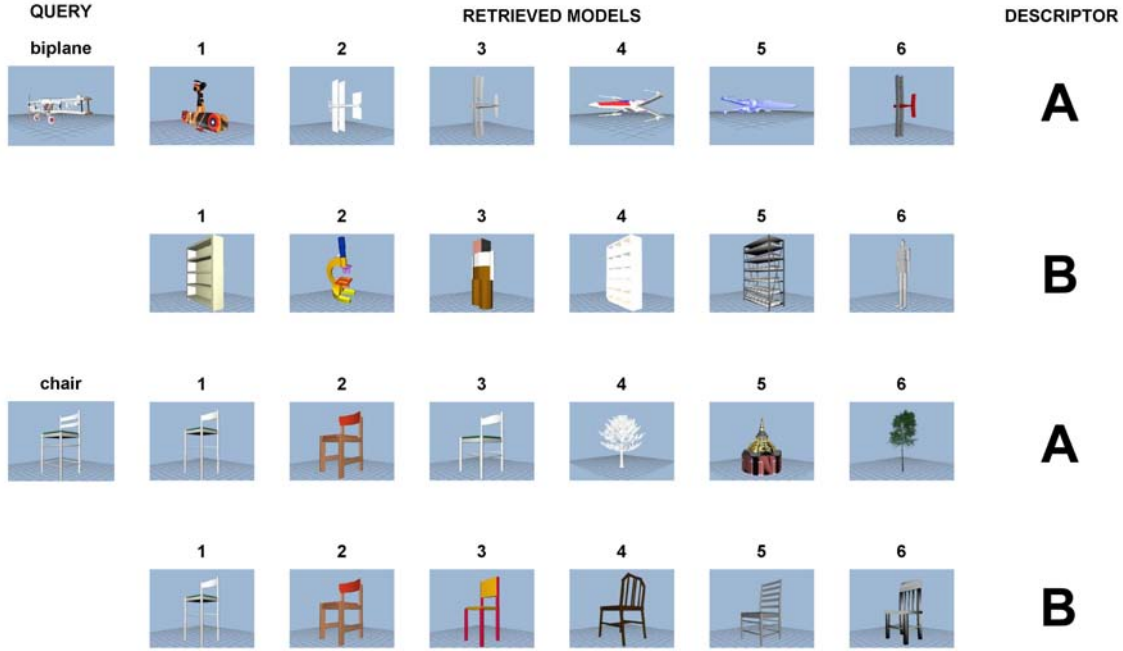 QUERY RETRIEVED MODELS DESCRIPTOR
biplane 1 2 3 4 5 6
A
1 2 3 4 5 6
B
chair 1 2 3 4 5 6
A
1 2 3 4 5 6
B